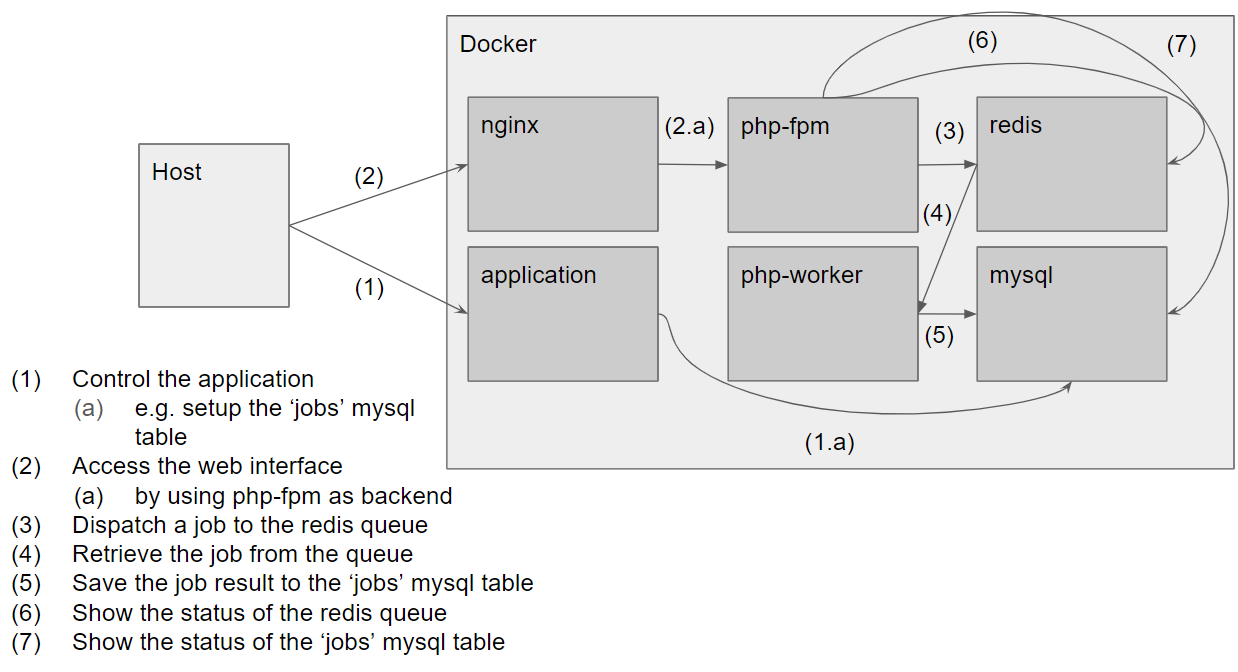 Docker
(6)
(7)
nginx
(2.a)
php-fpm
(3)
redis
Host
(2)
(4)
application
php-worker
mysql
(1)
(5)
(1.a)
(1) Control the application
(a) e.g. setup the ‘jobs’ mysql
table
(2) Access the web interface
(a) by using php-fpm as backend
(3) Dispatch a job to the redis queue
(4) Retrieve the job from the queue
(5) Save the job result to the ‘jobs’ mysql table
(6) Show the status of the redis queue
(7) Show the status of the ‘jobs’ mysql table